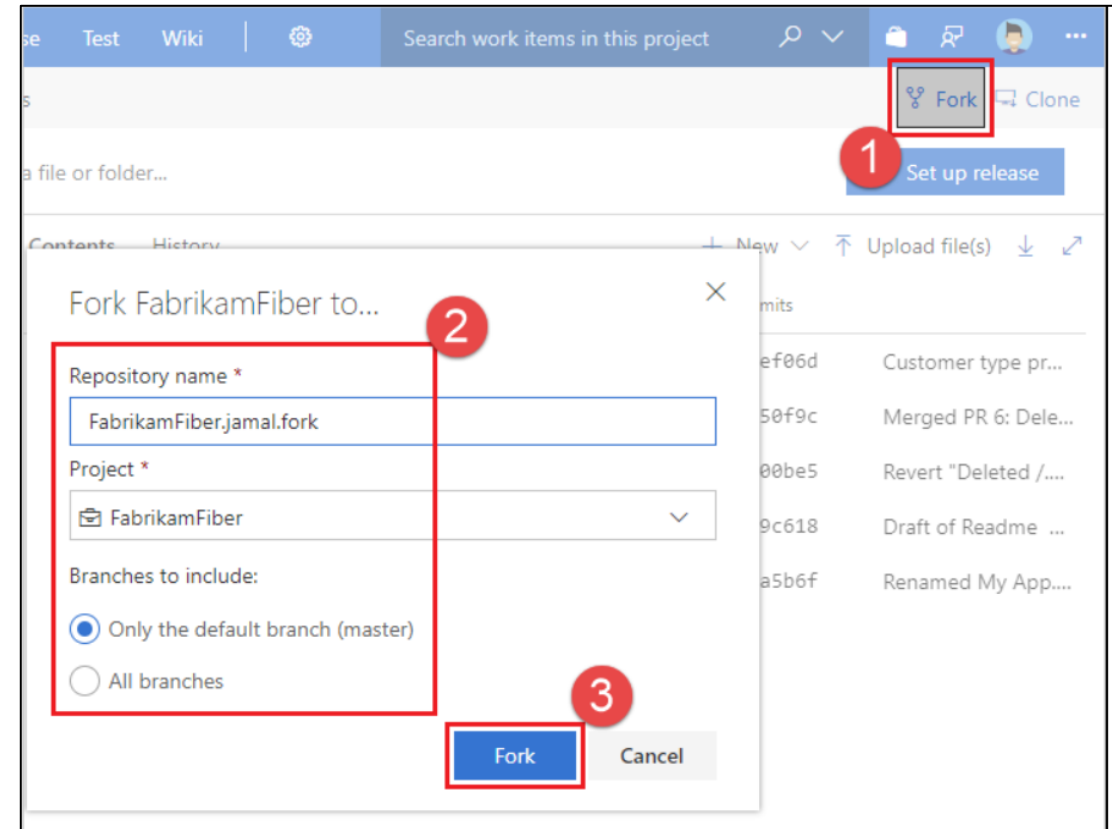 se Test Wiki Search work items in this project ...
s Fork Clone
1
a file or folder... Set up release
Contents History New Upload file(s)
Fork FabrikamFiber to...
2
mits
Repository name *
ef06d Customer type pr...
FabrikamFiber.jamal.fork
50f9c Merged PR 6: Dele...
Project *
00be5 Revert "Deleted /....
FabrikamFiber
9c618 Draft of Readme ...
Branches to include:
a5b6f Renamed My App....
Only the default branch (master)
All branches
3
Fork Cancel